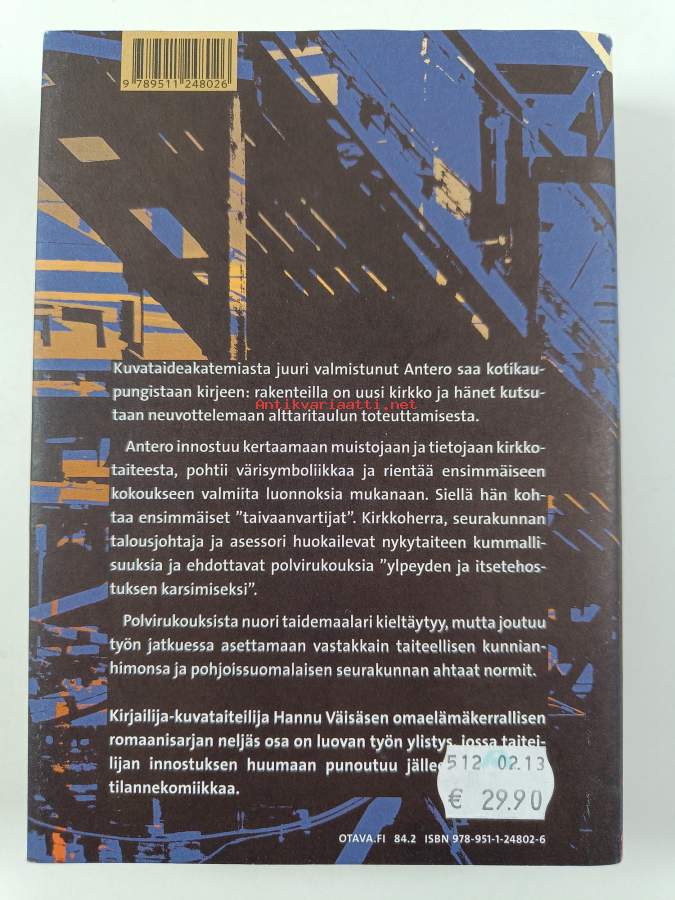 9 789511 248026
Kuvataideakatemiasta juuri valmistunut Antero saa kotikau-
pungistaan kirjeen: rakenteilla on uusi kirkko ja hänet kutsu-
Antikvariaatti.net
taan neuvottelemaan alttaritaulun toteuttamisesta.
Antero innostuu kertaamaan muistojaan ja tietojaan kirkko-
taiteesta, pohtii värisymboliikkaa ja rientää ensimmäiseen
kokoukseen valmiita luonnoksia mukanaan. Siellä hän koh-
taa ensimmäiset ”taivaanvartijat”. Kirkkoherra, seurakunnan
talousjohtaja ja asessori huokailevat nykytaiteen kummalli-
suuksia ja ehdottavat polvirukouksia ”ylpeyden ja itsetehos-
tuksen karsimiseksi”.
Polvirukouksista nuori taidemaalari kieltäytyy, mutta joutuu
työn jatkuessa asettamaan vastakkain taiteellisen kunnian-
himonsa ja pohjoissuomalaisen seurakunnan ahtaat normit.
Kirjailija-kuvataiteilija Hannu Väisäsen omaelämäkerrallisen
romaanisarjan neljäs osa on luovan työn ylistys, jossa taitei-
lijan innostuksen huumaan punoutuu
tilannekomiikkaa.
512 02.13
€ 29.90
OTAVA.FI 84.2 ISBN 978-951-1-24802-6